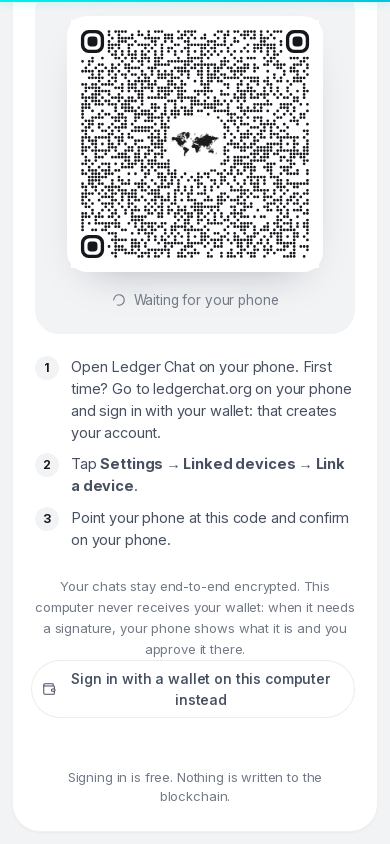 Waiting for your phone
1 Open Ledger Chat on your phone. First
time? Go to ledgerchat.org on your phone
and sign in with your wallet: that creates
your account.
2 Tap Settings → Linked devices → Link
a device.
3 Point your phone at this code and confirm
on your phone.
Your chats stay end-to-end encrypted. This
computer never receives your wallet: when it needs
a signature, your phone shows what it is and you
approve it there.
Sign in with a wallet on this computer
instead
Signing in is free. Nothing is written to the
blockchain.